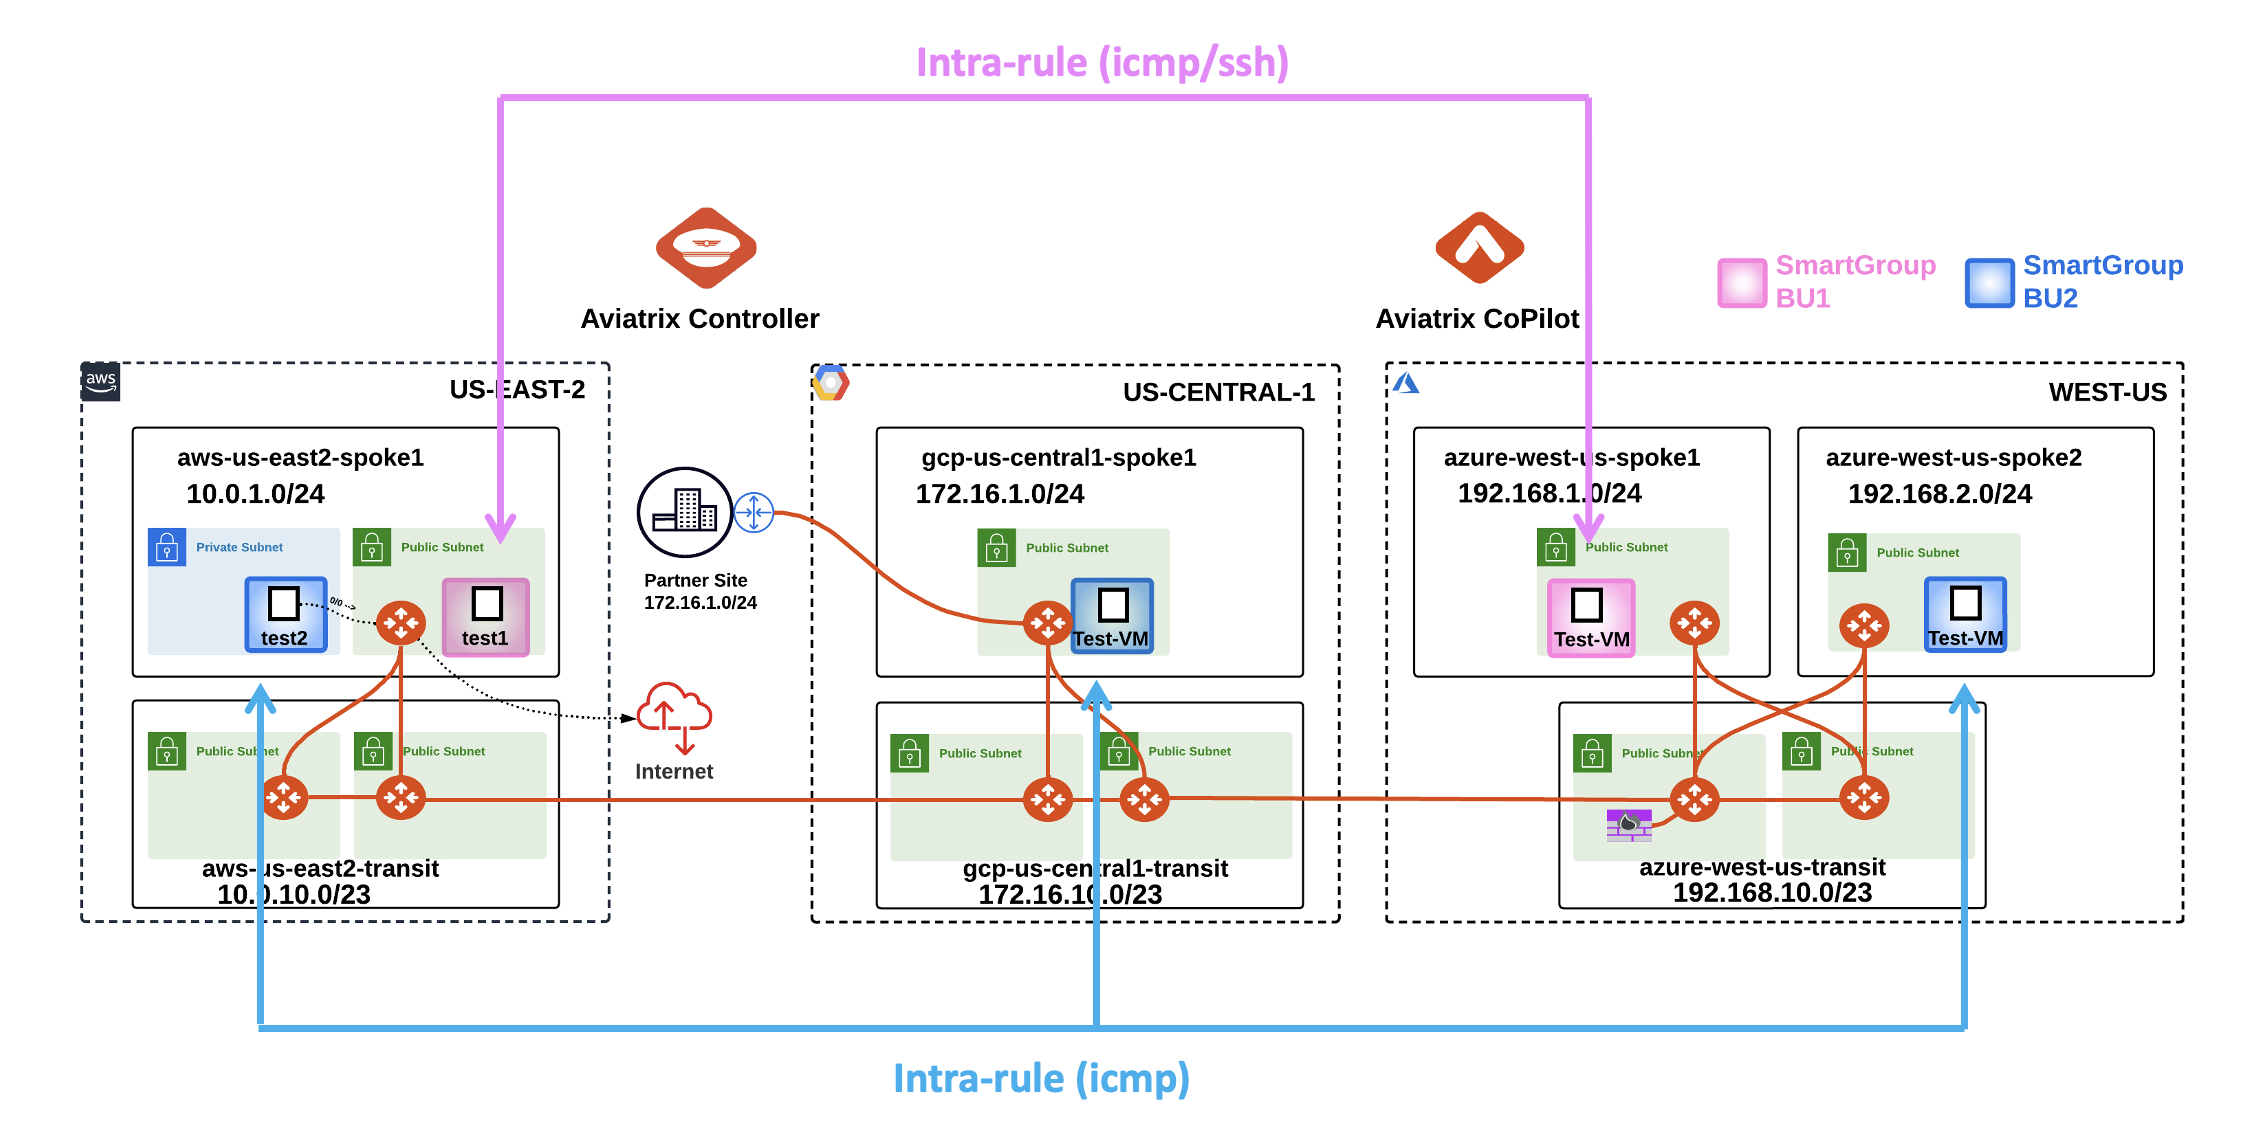 Intra-rule (icmp/ssh)
Aviatrix Controller
Aviatrix CoPilot
SmartGroup
BU1
SmartGroup
BU2
aws
US-EAST-2
US-CENTRAL-1
WEST-US
aws-us-east2-spoke1
10.0.1.0/24
Private Subnet
Public Subnet
test2
0/0 -->
test1
Partner Site
172.16.1.0/24
gcp-us-central1-spoke1
172.16.1.0/24
Public Subnet
Test-VM
azure-west-us-spoke1
192.168.1.0/24
Public Subnet
Test-VM
azure-west-us-spoke2
192.168.2.0/24
Public Subnet
Test-VM
Internet
Public Subnet
Public Subnet
aws-us-east2-transit
10.0.10.0/23
Public Subnet
Public Subnet
gcp-us-central1-transit
172.16.10.0/23
Public Subnet
Public Subnet
azure-west-us-transit
192.168.10.0/23
Intra-rule (icmp)